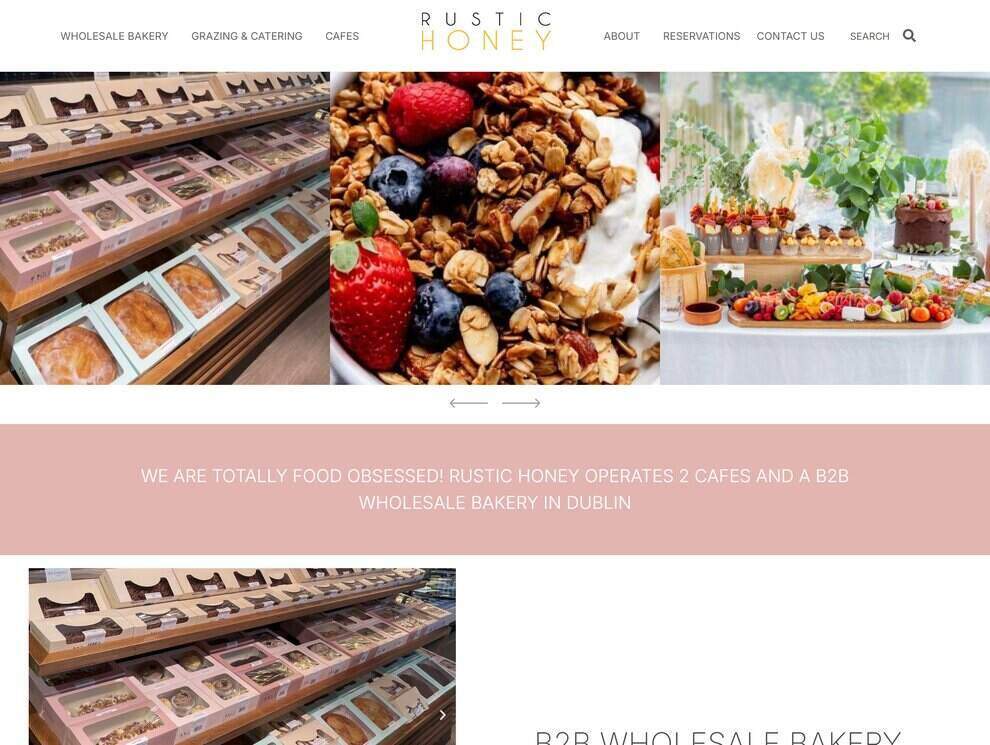 WHOLESALE BAKERY
GRAZING & CATERING
CAFES
RUSTIC
HONEY
ABOUT
RESERVATIONS
CONTACT US
SEARCH
WE ARE TOTALLY FOOD OBSESSED! RUSTIC HONEY OPERATES 2 CAFES AND A B2B
WHOLESALE BAKERY IN DUBLIN
B2B WHOLESALE BAKERY